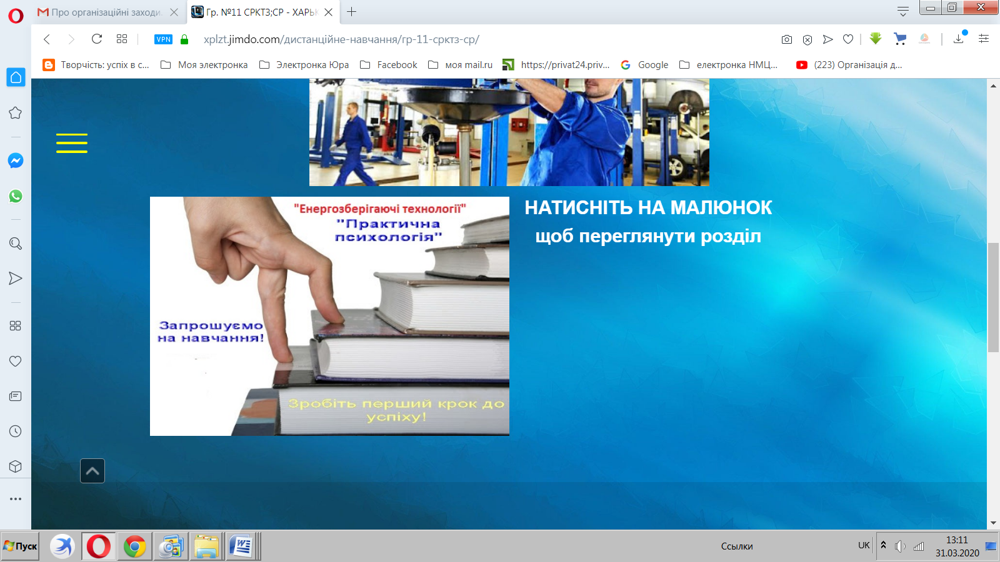 Про організаційні заходи.
Гр. №11 СРКТЗ;СР - ХАРЬК
VPN
xplzt.jimdo.com/дистанційне-навчання/гр-11-срктз-ср/
Творчість: успіх в с...
Моя электронка
Электронка Юра
Facebook
моя mail.ru
https://privat24.priv...
Google
електронка НМЦ...
(223) Організація д...
"Енергозберігаючі технології"
"Практична
психологія"
Запрошуємо
на навчання!
Зробіть перший крок до
успіху!
НАТИСНІТЬ НА МАЛЮНОК
щоб переглянути розділ
Пуск
Ссылки
UK
13:11
31.03.2020